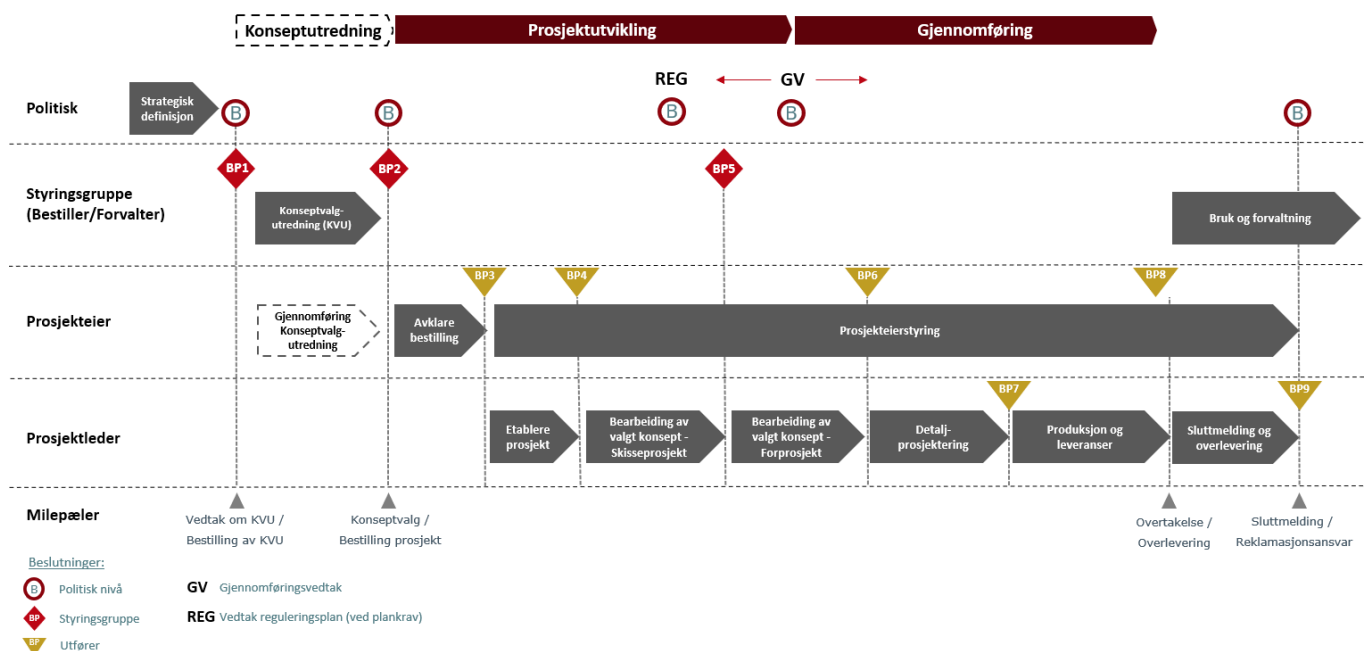 Konseptutredning
Prosjektutvikling
Gjennomføring
REG
GV
Politisk
Strategisk
definisjon
B
B
B
B
B
BP1
BP2
BP5
Styringsgruppe
(Bestiller/Forvalter)
Konseptvalg-
utredning (KVU)
Bruk og forvaltning
BP3
BP4
BP6
BP8
Prosjekteier
Gjennomføring
Konseptvalg-
utredning
Avklare
bestilling
Prosjekteierstyring
BP7
BP9
Prosjektleder
Etablere
prosjekt
Bearbeiding av
valgt konsept -
Skisseprosjekt
Bearbeiding av
valgt konsept -
Forprosjekt
Detalj-
prosjektering
Produksjon og
leveranser
Sluttmelding og
overlevering
Milepæler
Vedtak om KVU /
Bestilling av KVU
Konseptvalg /
Bestilling prosjekt
Overtakelse /
Overlevering
Sluttmelding /
Reklamasjonsansvar
Beslutninger:
B Politisk nivå
GV Gjennomføringsvedtak
BP Styringsgruppe
REG Vedtak reguleringsplan (ved plankrav)
BP Utfører